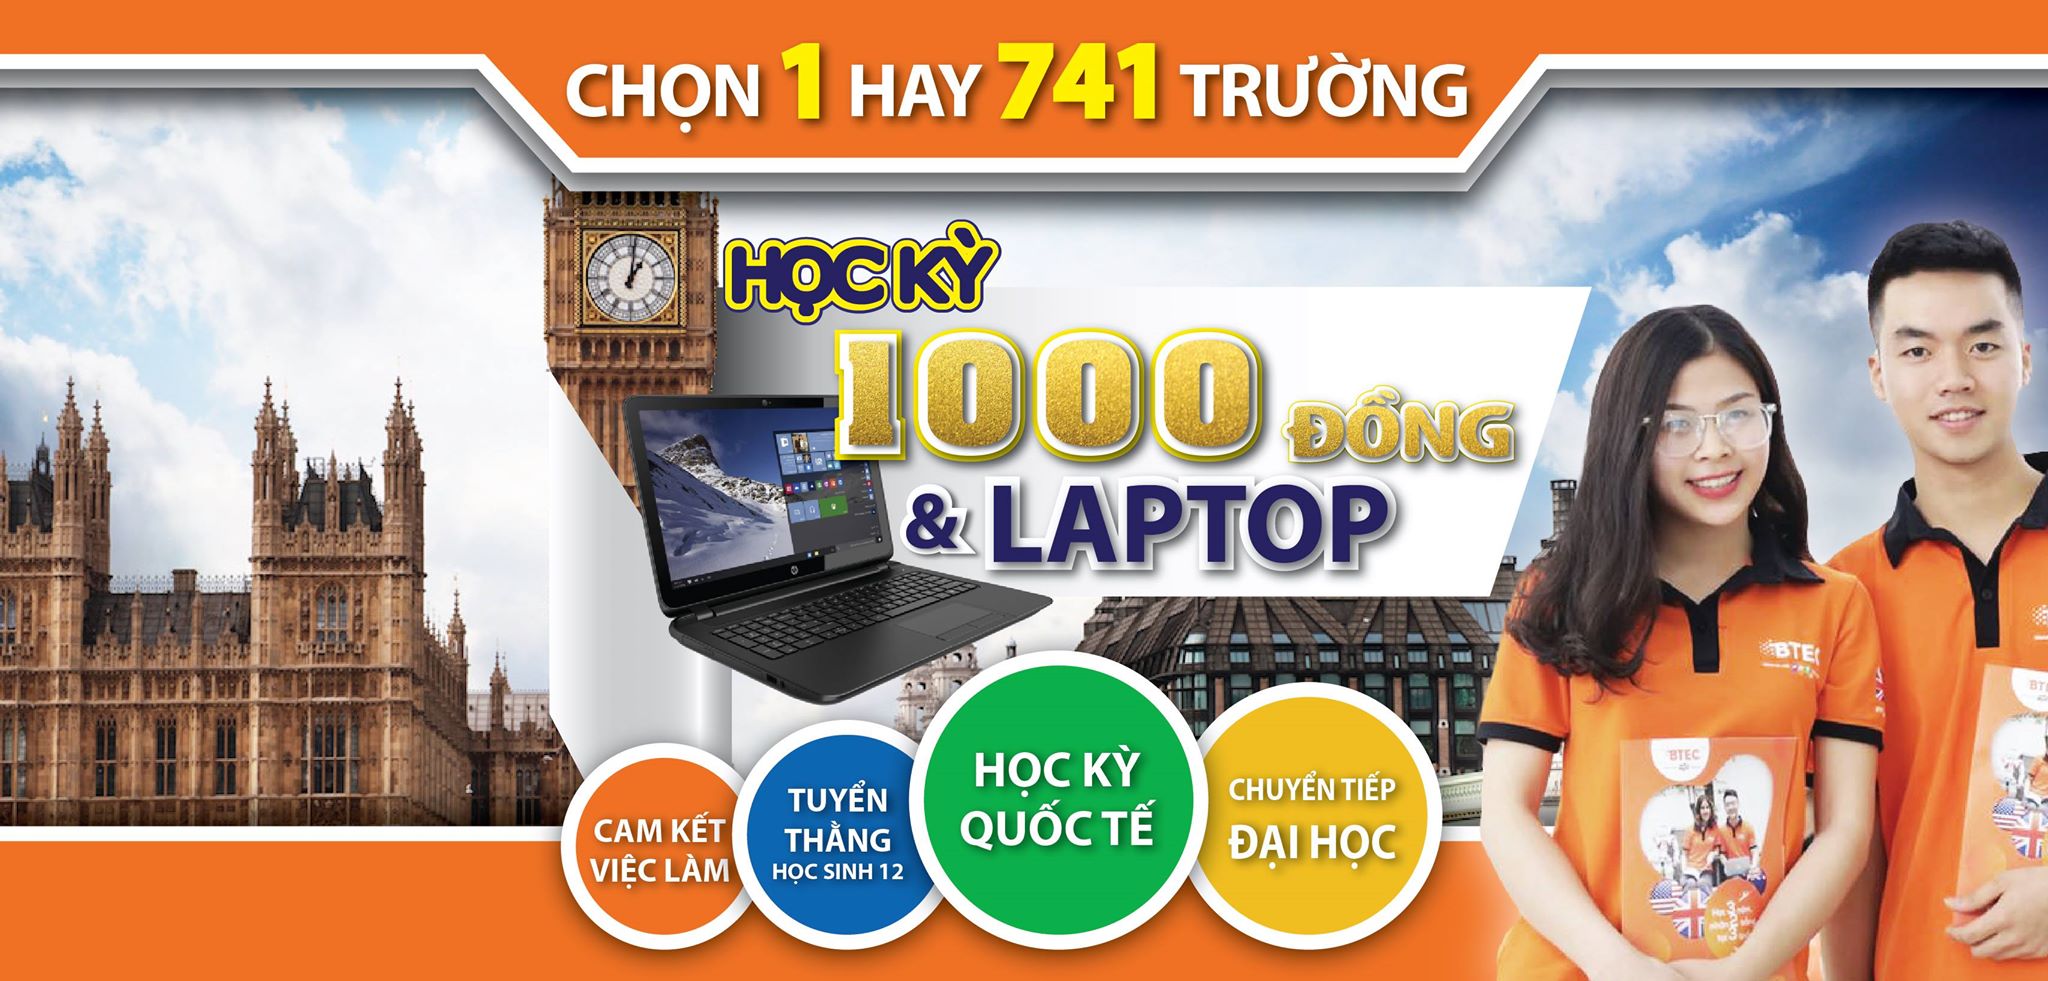 CHỌN 1 HAY 741 TRƯỜNG
HỌC KỲ
1000 ĐỒNG
& LAPTOP
CAM KẾT
VIỆC LÀM
TUYỂN
THẲNG
HỌC SINH 12
HỌC KỲ
QUỐC TẾ
CHUYỂN TIẾP
ĐẠI HỌC
BTEC
BTEC